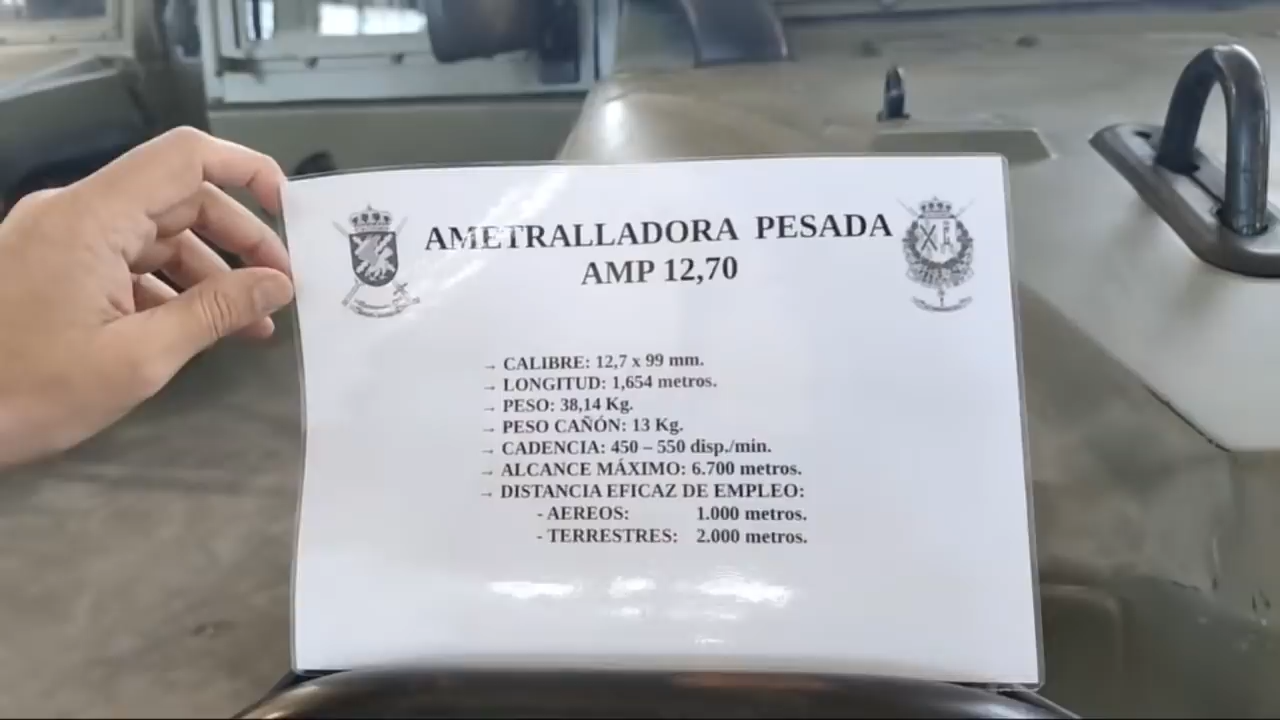 AMETRALLADORA PESADA
AMP 12,70
→ CALIBRE: 12,7 x 99 mm.
→ LONGITUD: 1,654 metros.
→ PESO: 38,14 Kg.
→ PESO CAÑÓN: 13 Kg.
→ CADENCIA: 450 – 550 disp./min.
→ ALCANCE MÁXIMO: 6.700 metros.
→ DISTANCIA EFICAZ DE EMPLEO:
- AEREOS: 1.000 metros.
- TERRESTRES: 2.000 metros.